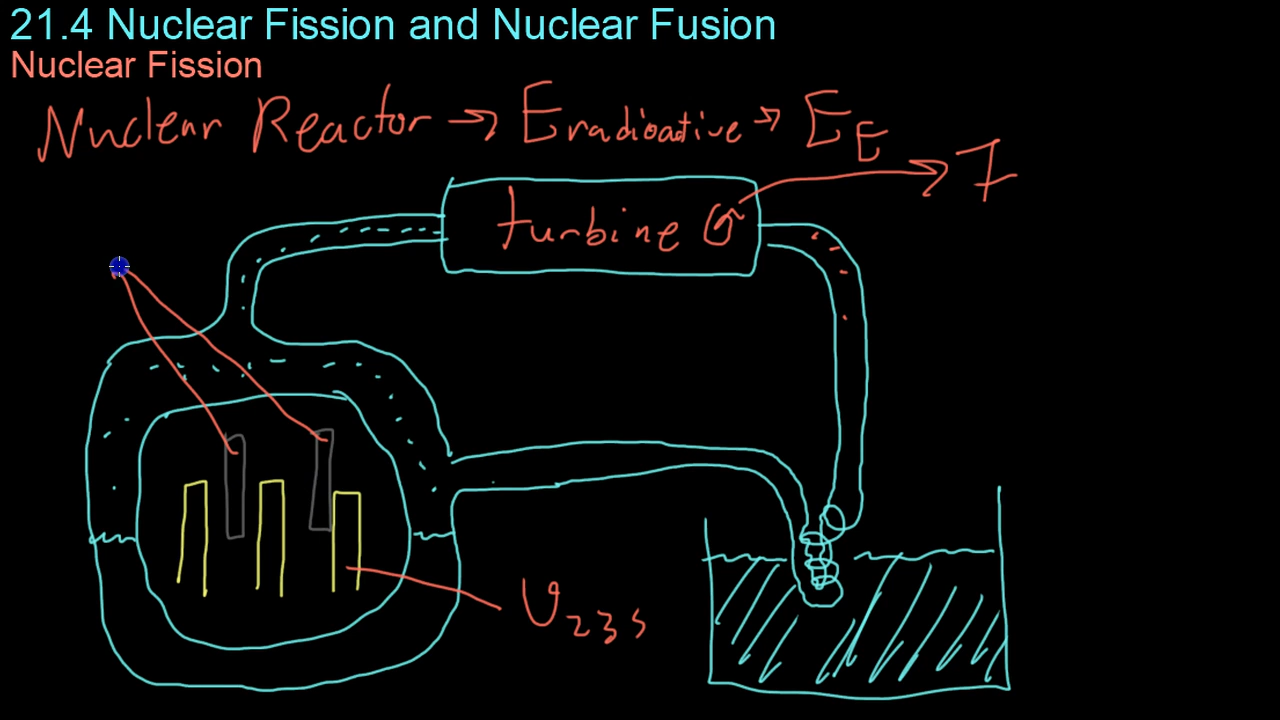 21.4 Nuclear Fission and Nuclear Fusion
Nuclear Fission
Nuclear Reactor → Eradioactive → EE
turbine
U235